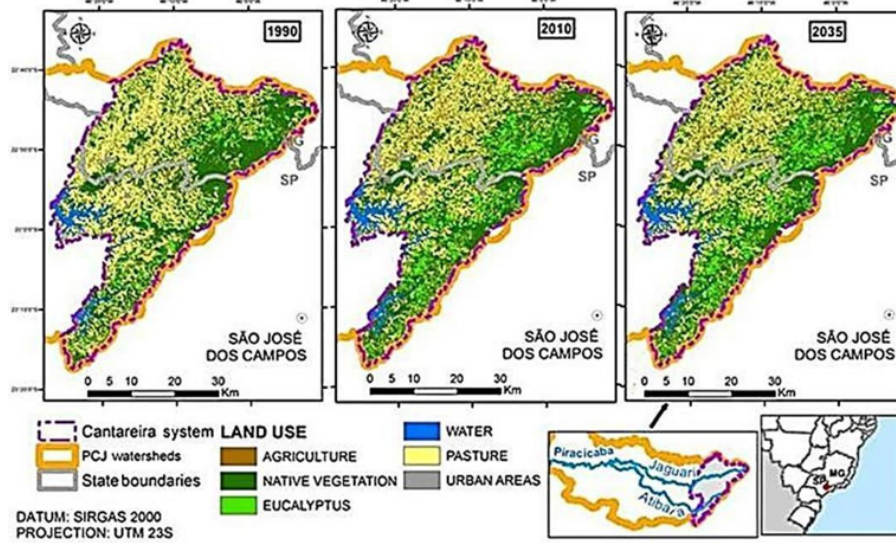 1990
2010
2035
SP
SP
SP
SÃO JOSÉ
DOS CAMPOS
SÃO JOSÉ
DOS CAMPOS
SÃO JOSÉ
DOS CAMPOS
0 5 10 20 30
Km
0 5 10 20 30
Km
0 5 10 20 30
Km
Cantareira system
PCJ watersheds
State boundaries
LAND USE
AGRICULTURE
NATIVE VEGETATION
EUCALYPTUS
WATER
PASTURE
URBAN AREAS
DATUM: SIRGAS 2000
PROJECTION: UTM 23S
Piracicaba
Jaguari
Atibaia
MG
SP